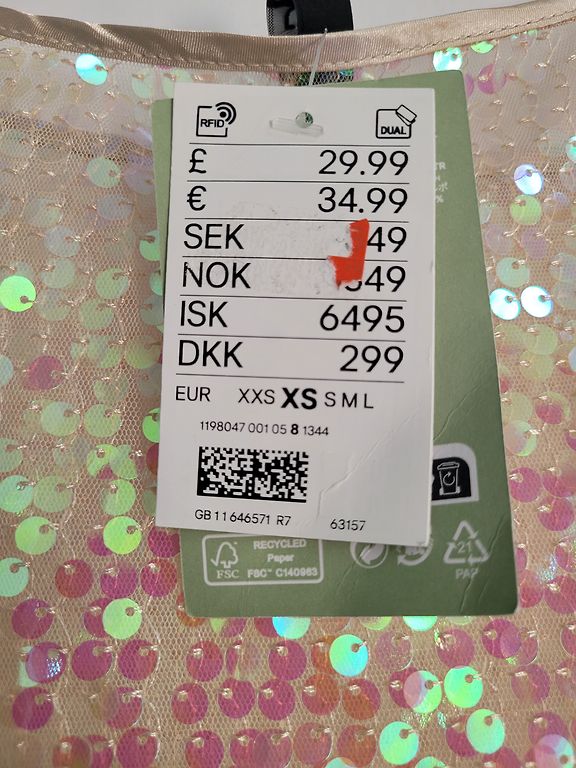 RFID
DUAL
£ 29.99
€ 34.99
SEK 49
NOK 349
ISK 6495
DKK 299
EUR XXS XS S M L
1198047 001 05 8 1344
GB 11 646571 R7 63157
RECYCLED
Paper
FSC FSC™ C140963
21
PAP